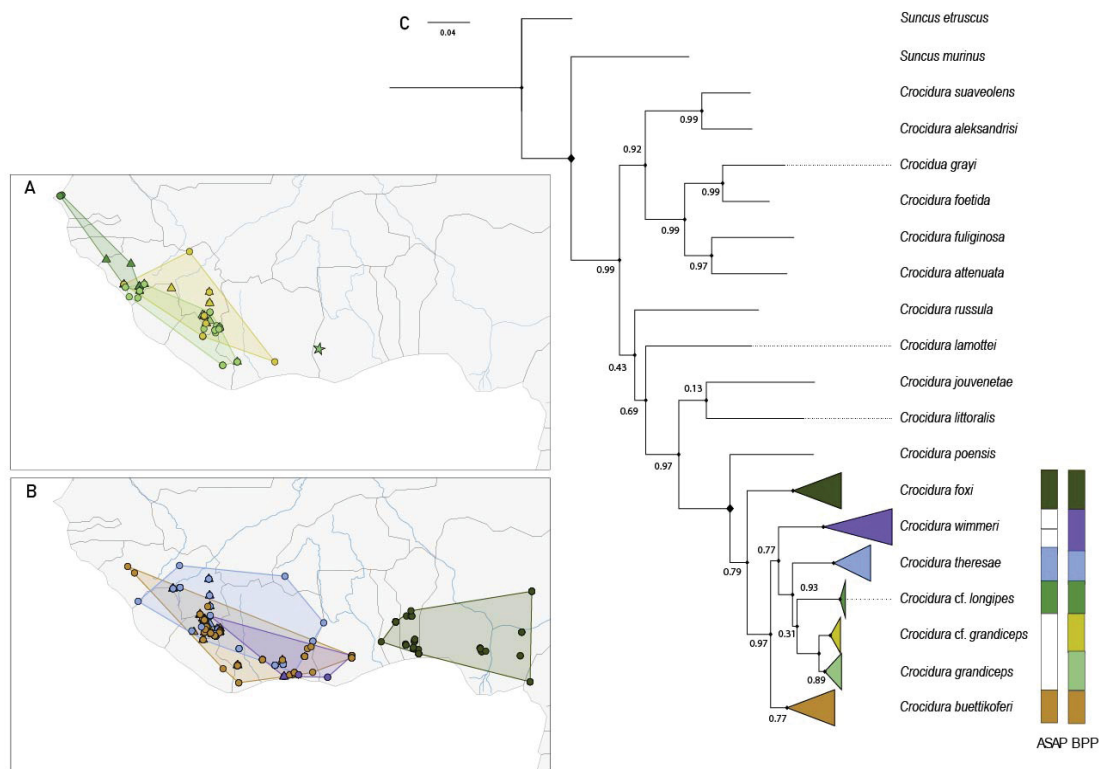 C
0.04
Suncus etruscus
Suncus murinus
Crocidura suaveolens
0.99
Crocidura aleksandrisi
0.92
Crocidua grayi
0.99
Crocidura foetida
0.99
Crocidura fuliginosa
0.97
Crocidura attenuata
0.99
Crocidura russula
0.43
Crocidura lamottei
0.69
Crocidura jouvenetae
0.13
Crocidura littoralis
0.97
Crocidura poensis
Crocidura foxi
0.79
Crocidura wimmeri
0.77
Crocidura theresae
0.93
Crocidura cf. longipes
0.31
Crocidura cf. grandiceps
0.97
Crocidura grandiceps
0.89
Crocidura buettikoferi
0.77
ASAP BPP
A
B